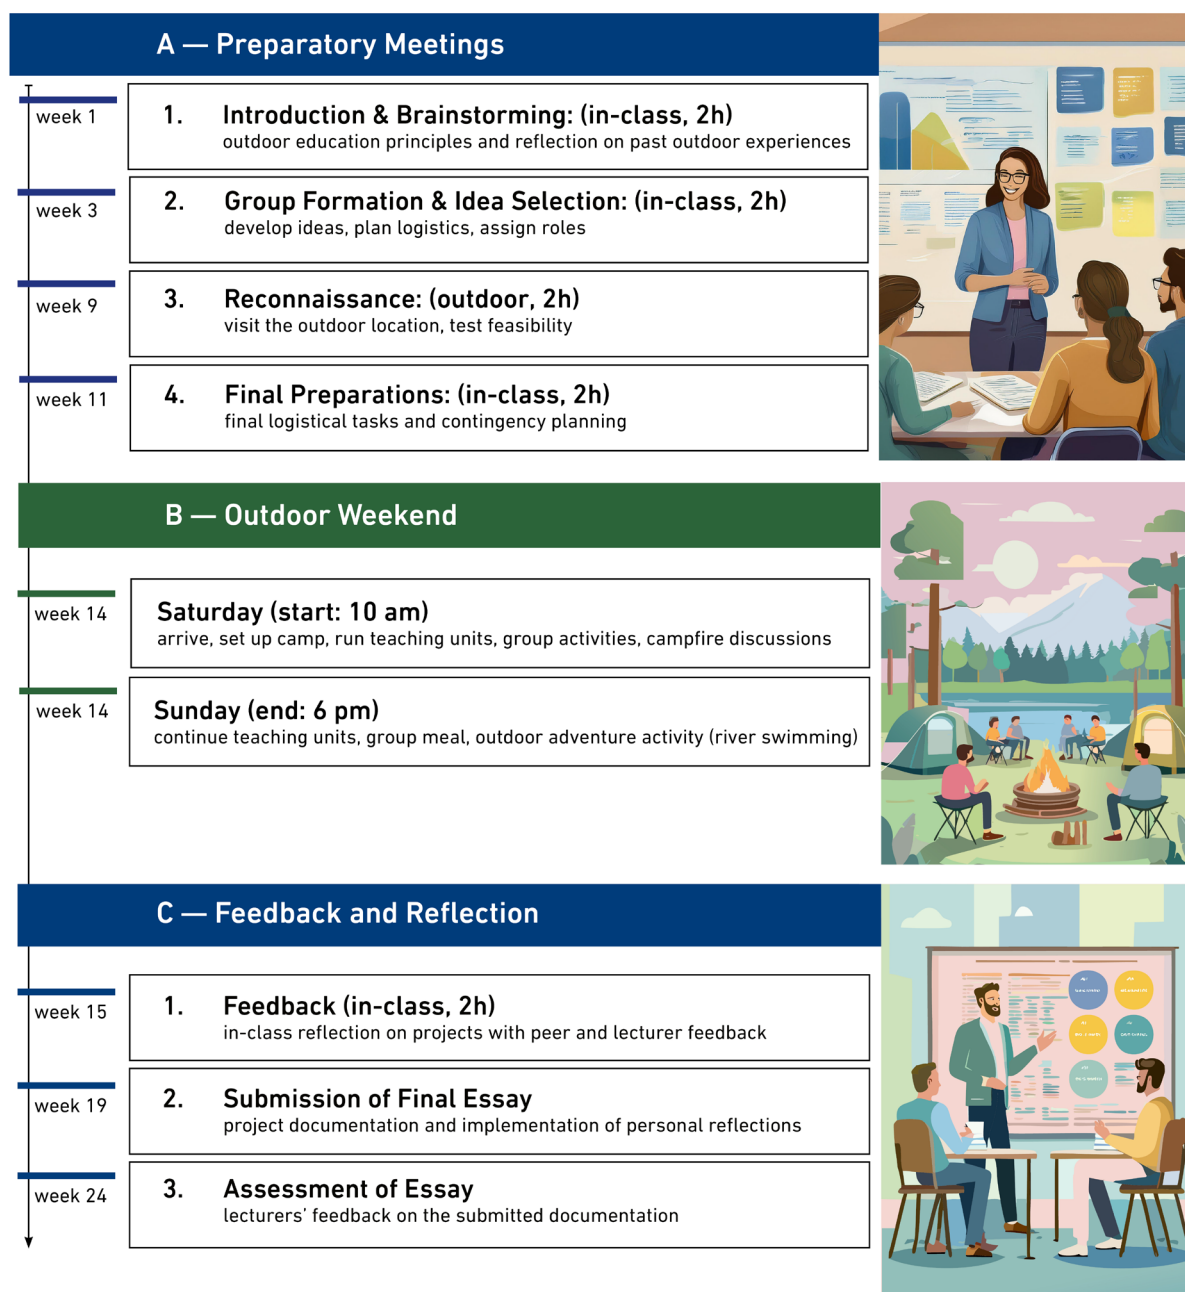 A — Preparatory Meetings
week 1
1. Introduction & Brainstorming: (in-class, 2h)
outdoor education principles and reflection on past outdoor experiences
week 3
2. Group Formation & Idea Selection: (in-class, 2h)
develop ideas, plan logistics, assign roles
week 9
3. Reconnaissance: (outdoor, 2h)
visit the outdoor location, test feasibility
week 11
4. Final Preparations: (in-class, 2h)
final logistical tasks and contingency planning
B — Outdoor Weekend
week 14
Saturday (start: 10 am)
arrive, set up camp, run teaching units, group activities, campfire discussions
week 14
Sunday (end: 6 pm)
continue teaching units, group meal, outdoor adventure activity (river swimming)
C — Feedback and Reflection
week 15
1. Feedback (in-class, 2h)
in-class reflection on projects with peer and lecturer feedback
week 19
2. Submission of Final Essay
project documentation and implementation of personal reflections
week 24
3. Assessment of Essay
lecturers' feedback on the submitted documentation